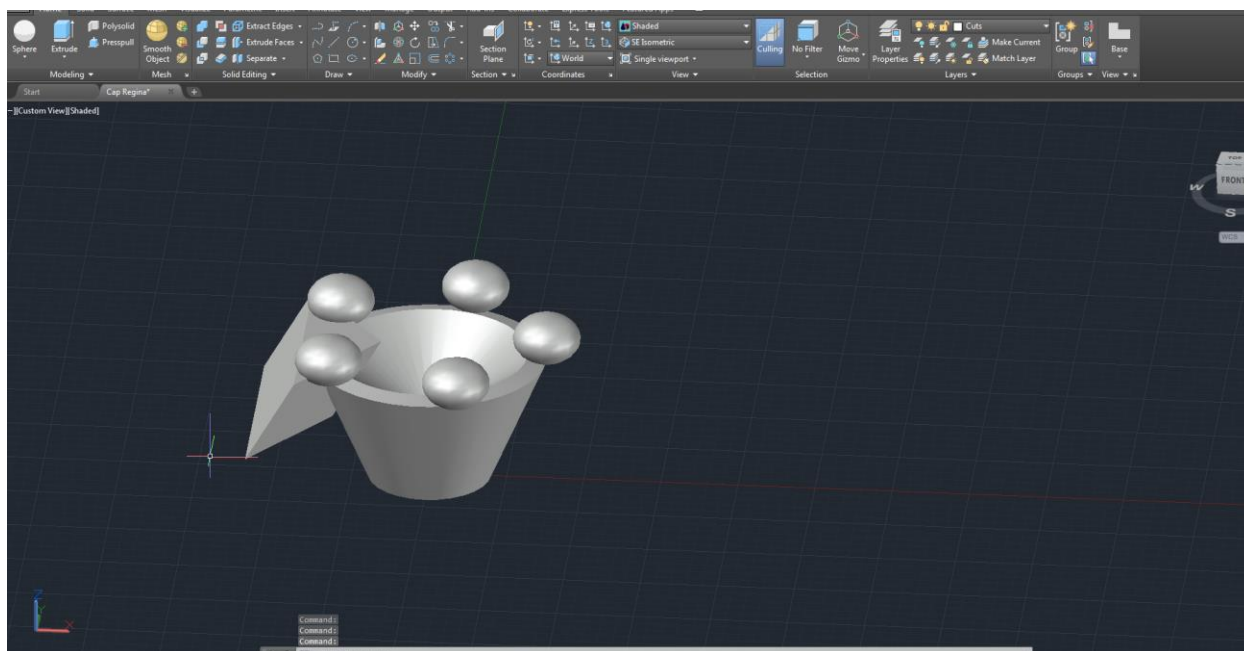 Polysolid
Presspull
Sphere
Extrude
Smooth Object
Extract Edges
Extrude Faces
Separate
Section Plane
World
Shaded
SE Isometric
Single viewport
Culling
No Filter
Move Gizmo
Layer Properties
Cuts
Make Current
Match Layer
Group
Base
Modeling
Mesh
Solid Editing
Draw
Modify
Section
Coordinates
View
Selection
Layers
Groups
View
Start
Cap Regina*
[Custom View][Shaded]
TOP
FRONT
W
S
WCS
Z
Y
X
Command:
Command:
Command: